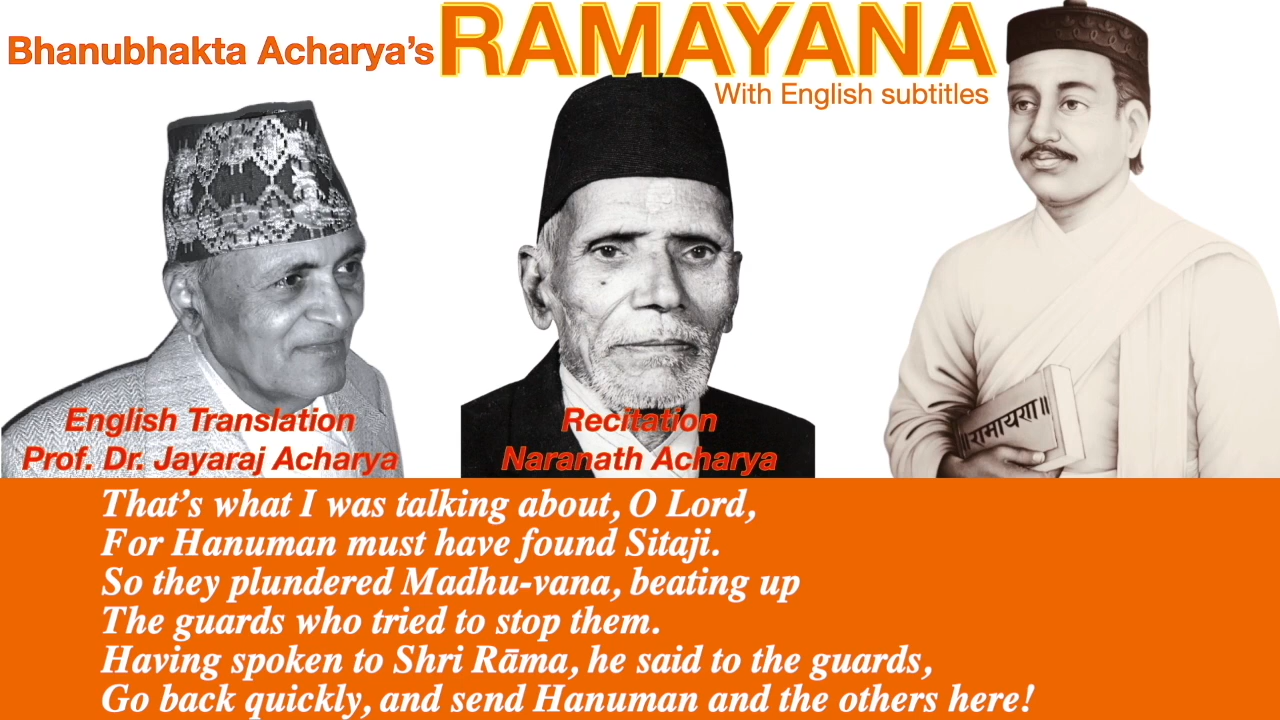 Bhanubhakta Acharya's RAMAYANA
With English subtitles
॥रामायण॥
English Translation
Prof. Dr. Jayaraj Acharya
Recitation
Naranath Acharya
That's what I was talking about, O Lord,
For Hanuman must have found Sitaji.
So they plundered Madhu-vana, beating up
The guards who tried to stop them.
Having spoken to Shri Rāma, he said to the guards,
Go back quickly, and send Hanuman and the others here!